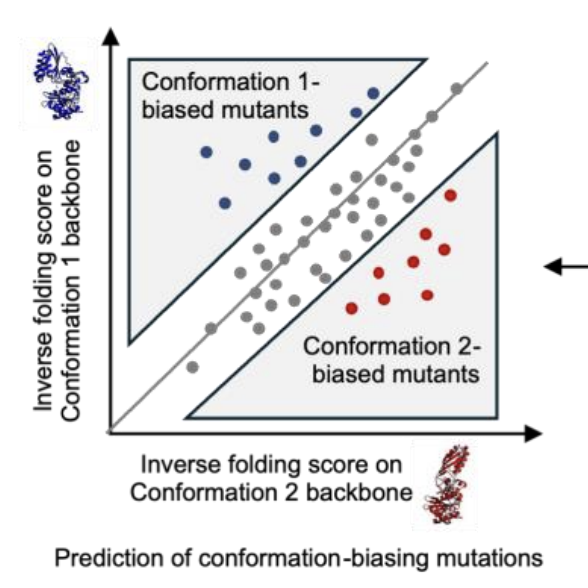 Conformation 1-
biased mutants
Inverse folding score on
Conformation 1 backbone
Conformation 2-
biased mutants
Inverse folding score on
Conformation 2 backbone
Prediction of conformation-biasing mutations